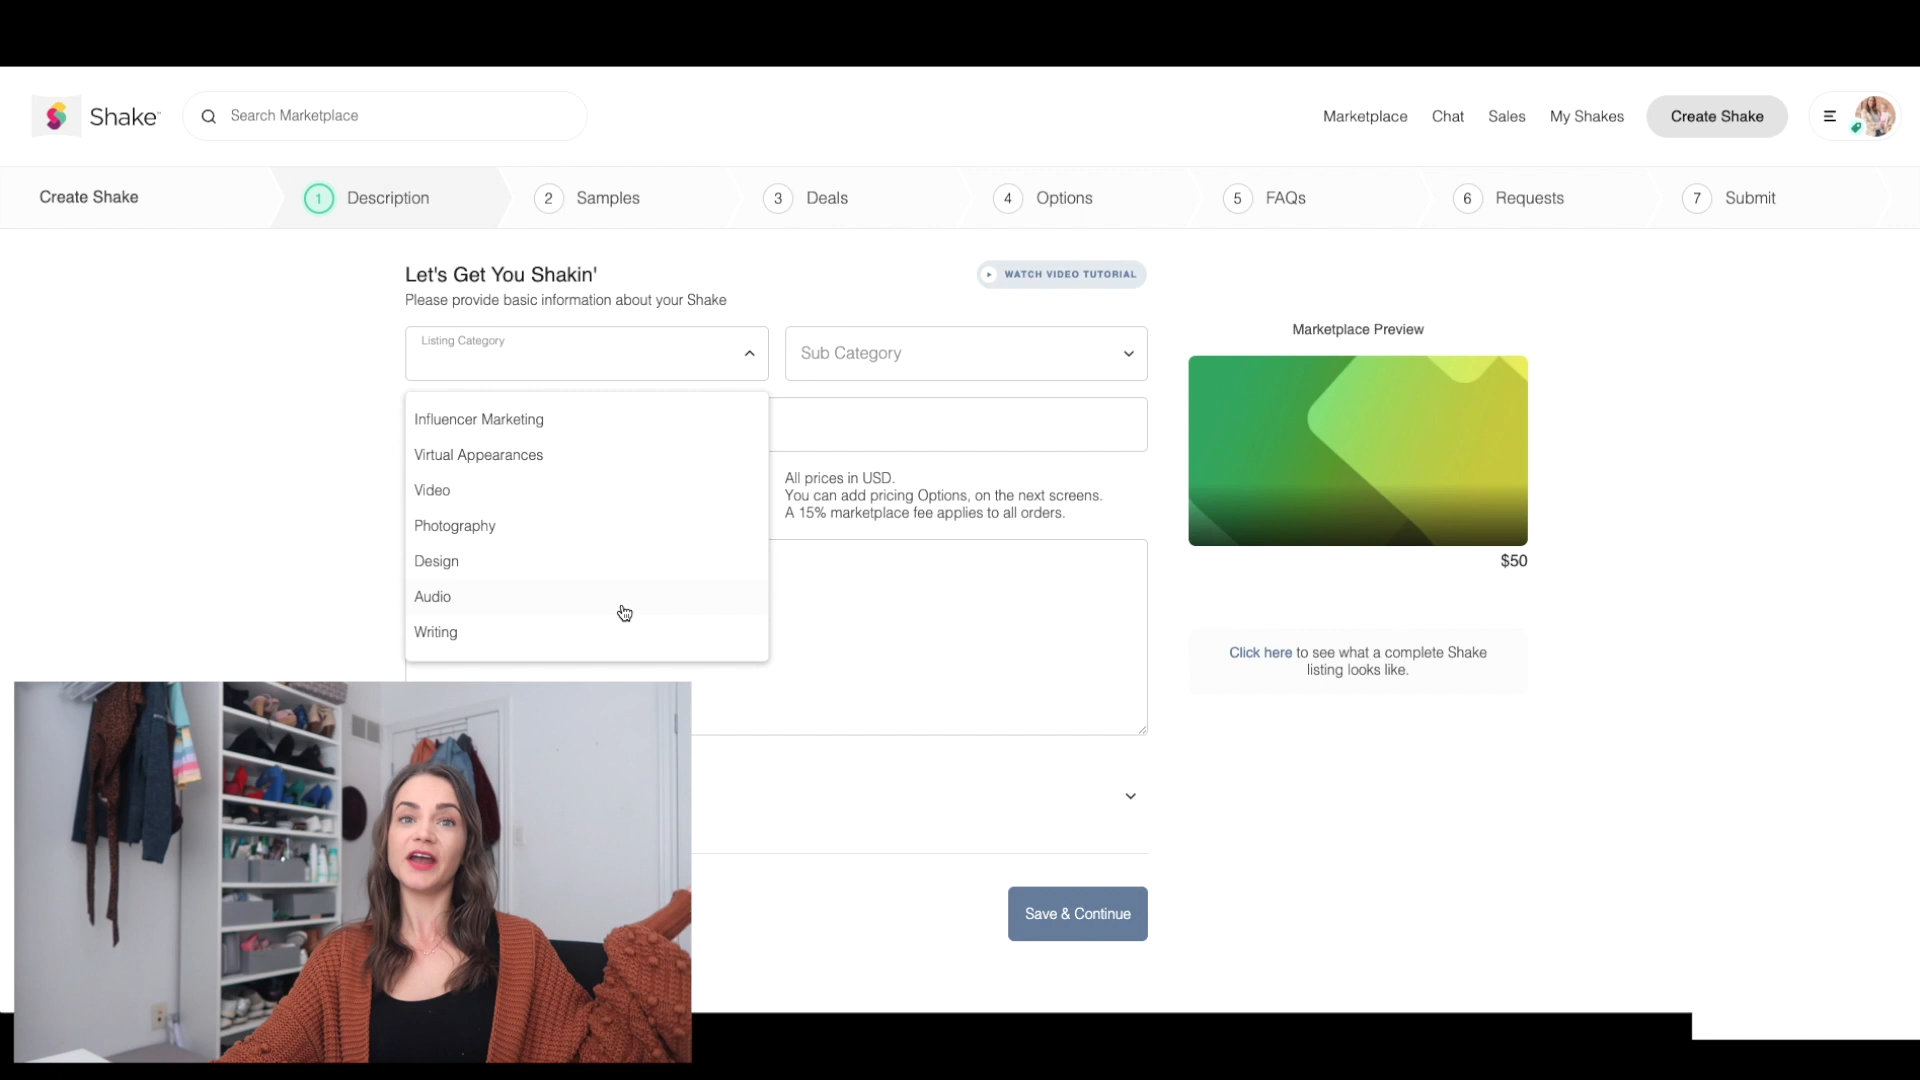 Shake™
Search Marketplace
Marketplace
Chat
Sales
My Shakes
Create Shake
Create Shake
1 Description
2 Samples
3 Deals
4 Options
5 FAQs
6 Requests
7 Submit
Let's Get You Shakin'
WATCH VIDEO TUTORIAL
Please provide basic information about your Shake
Listing Category
Sub Category
Influencer Marketing
Virtual Appearances
Video
Photography
Design
Audio
Writing
All prices in USD.
You can add pricing Options, on the next screens.
A 15% marketplace fee applies to all orders.
Marketplace Preview
$50
Click here to see what a complete Shake
listing looks like.
Save & Continue